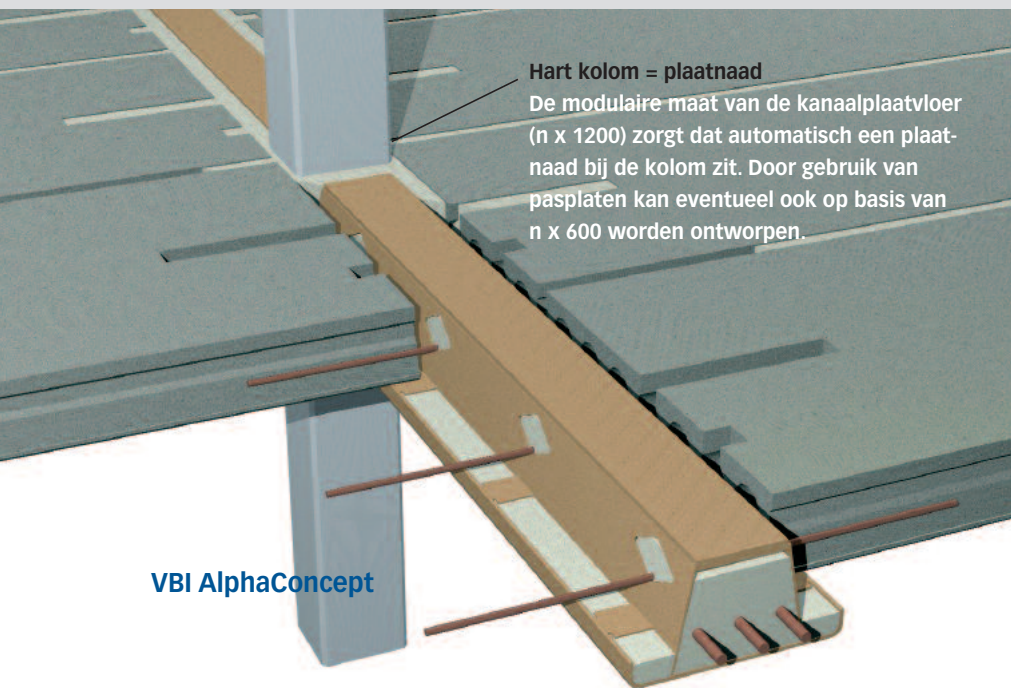 Hart kolom = plaatnaad
De modulaire maat van de kanaalplaatvloer
(n x 1200) zorgt dat automatisch een plaat-
naad bij de kolom zit. Door gebruik van
pasplaten kan eventueel ook op basis van
n x 600 worden ontworpen.
VBI AlphaConcept